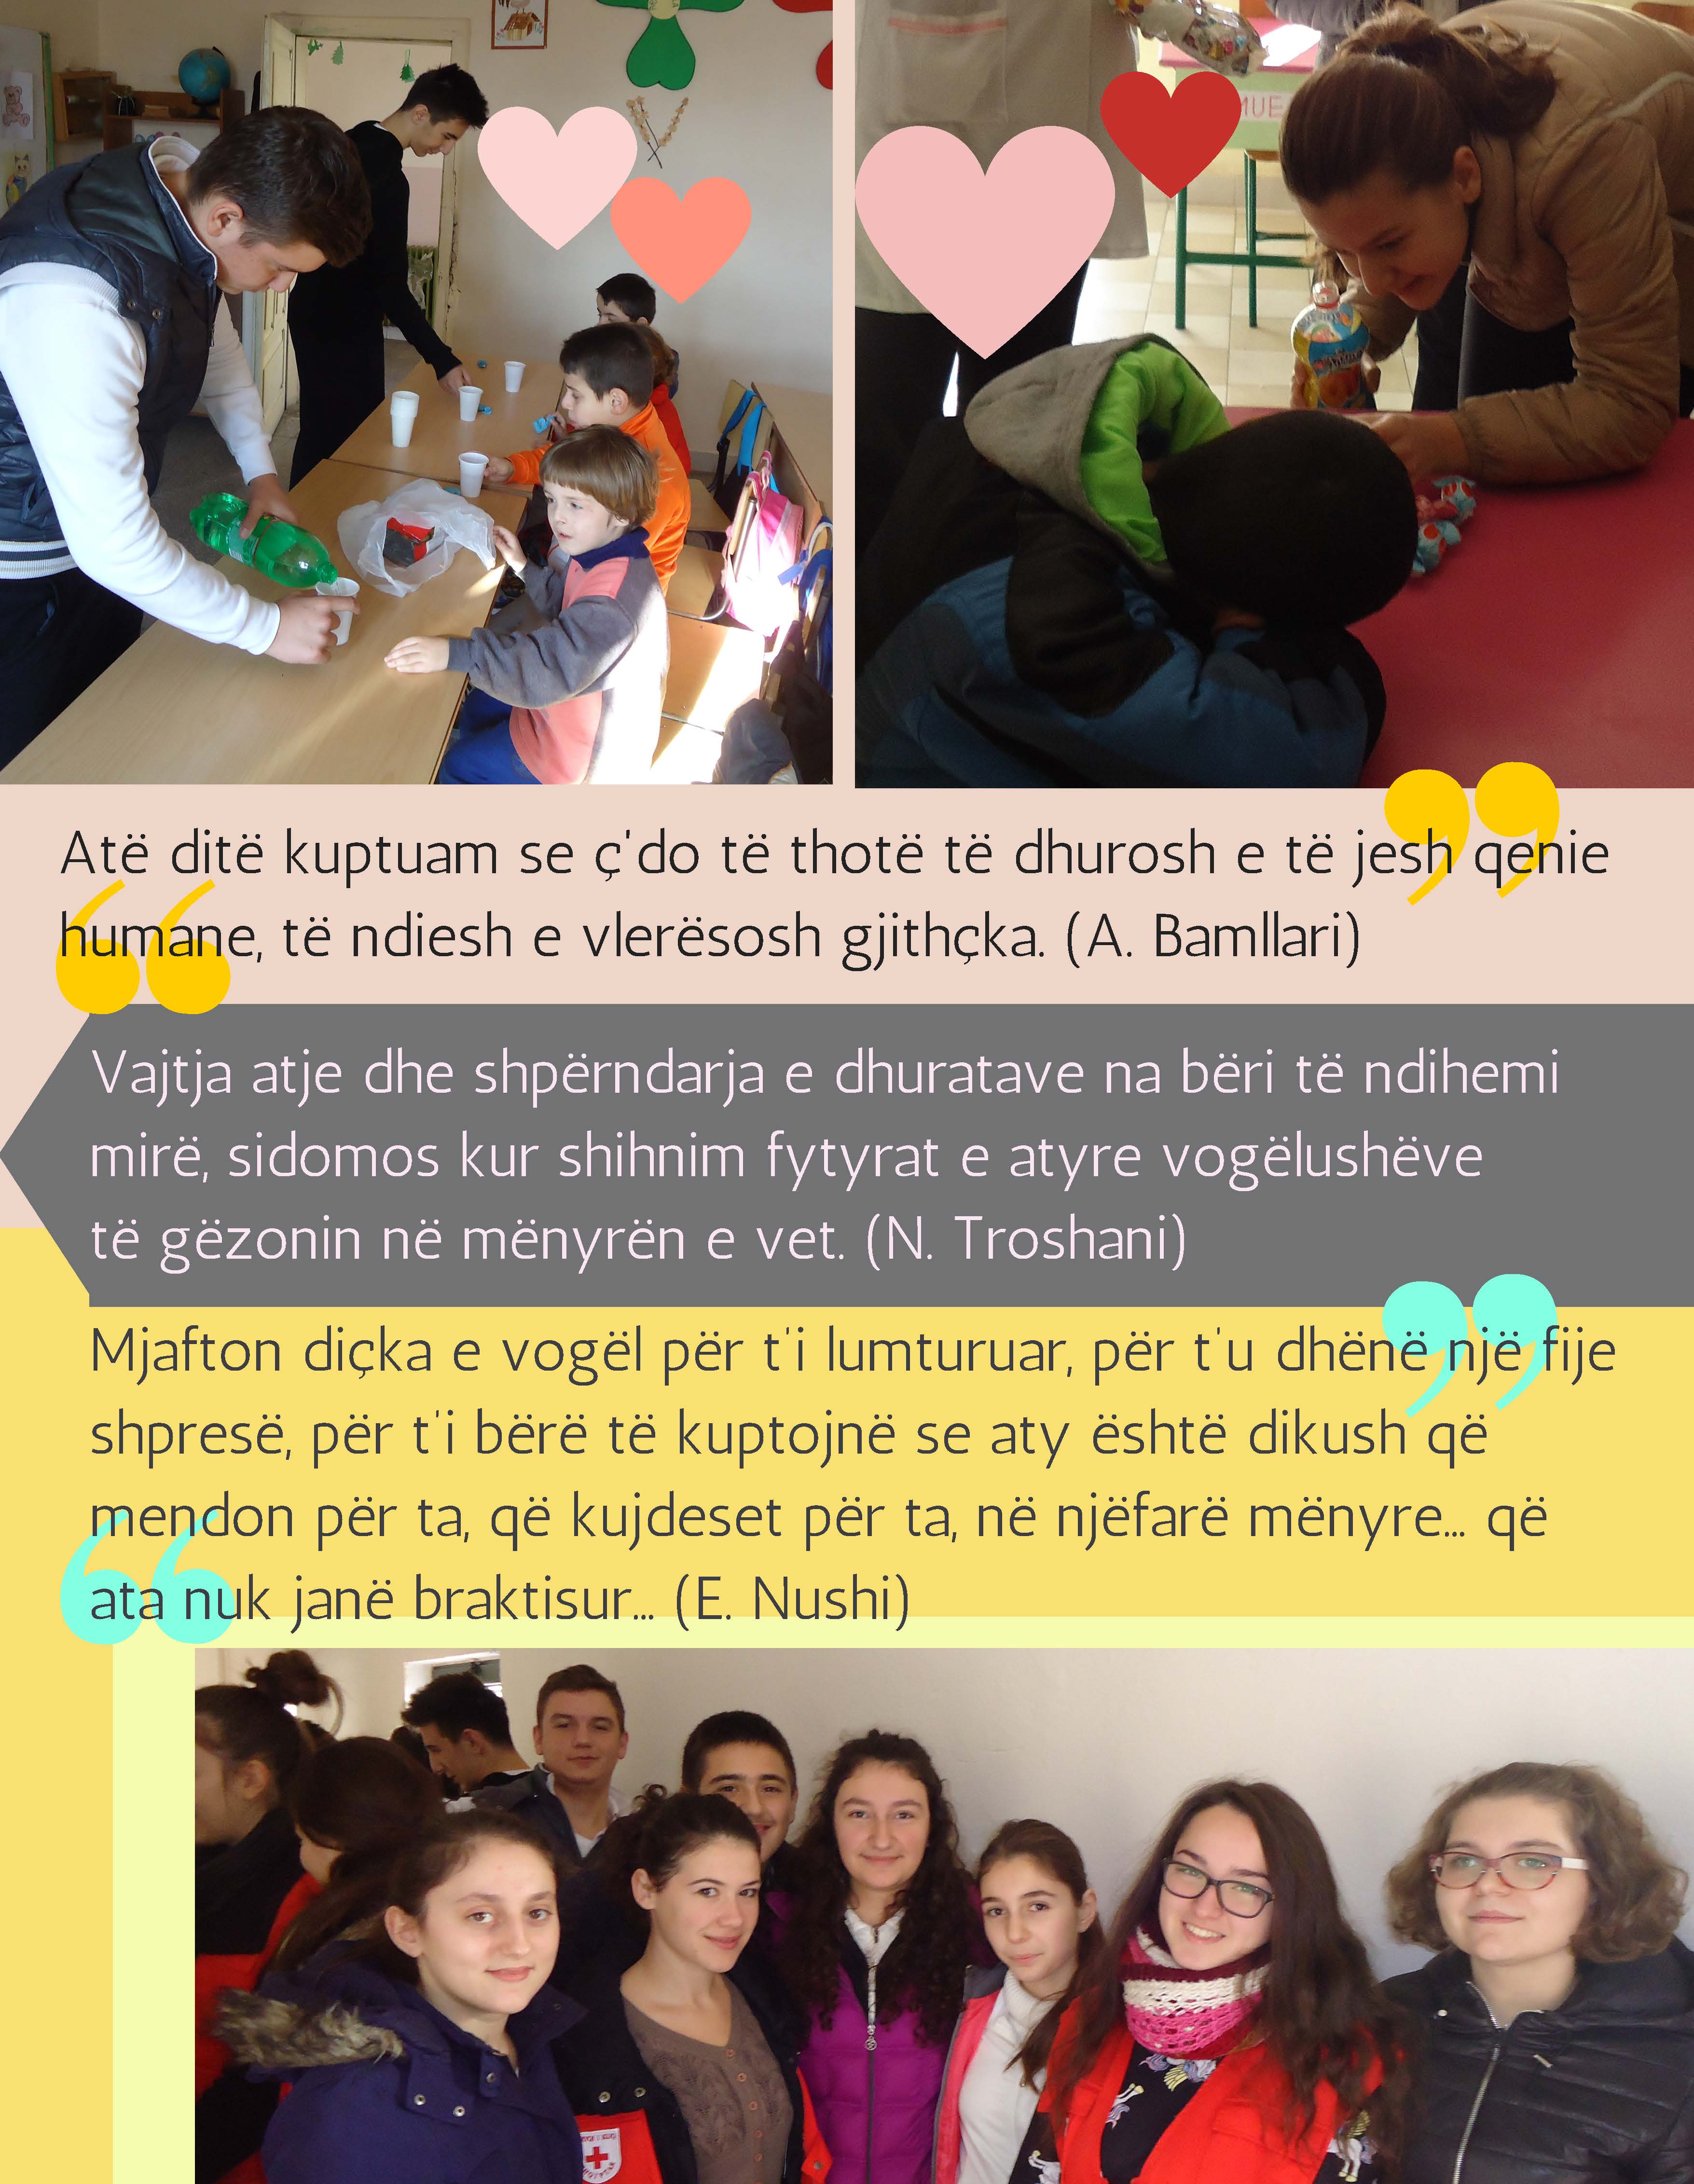 MUE
Atë ditë kuptuam se ç'do të thotë të dhurosh e të jesh qenie
humane, të ndiesh e vlerësosh gjithçka. (A. Bamllari)
Vajtja atje dhe shpërndarja e dhuratave na bëri të ndihemi
mirë, sidomos kur shihnim fytyrat e atyre vogëlushëve
të gëzonin në mënyrën e vet. (N. Troshani)
Mjafton diçka e vogël për t'i lumturuar, për t'u dhënë një fije
shpresë, për t'i bërë të kuptojnë se aty është dikush që
mendon për ta, që kujdeset për ta, në njëfarë mënyre... që
ata nuk janë braktisur... (E. Nushi)